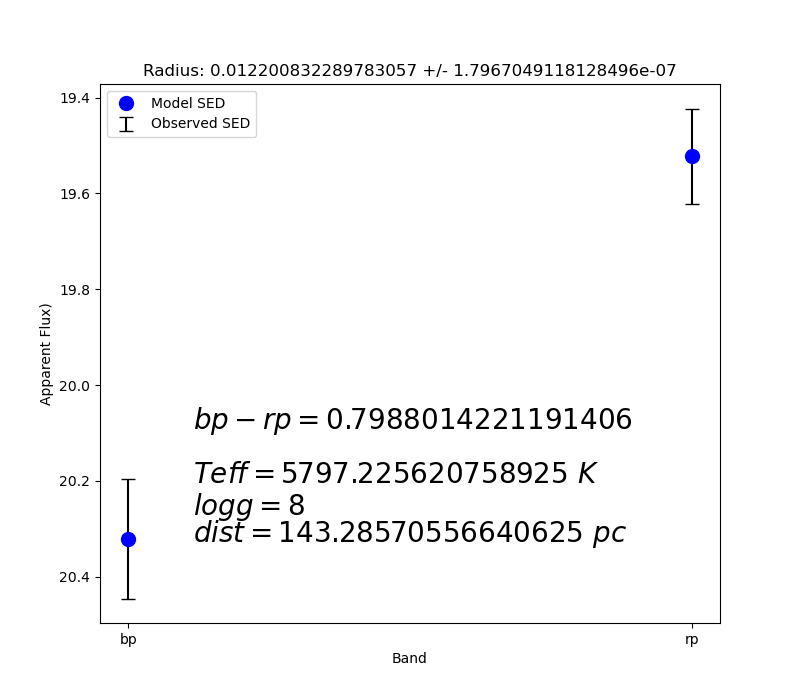 Radius: 0.012200832289783057 +/- 1.7967049118128496e-07
Model SED
Observed SED
19.4
19.6
19.8
20.0
20.2
20.4
Apparent Flux)
bp − rp = 0.7988014221191406
Teff = 5797.225620758925 K
logg = 8
dist = 143.28570556640625 pc
bp
rp
Band